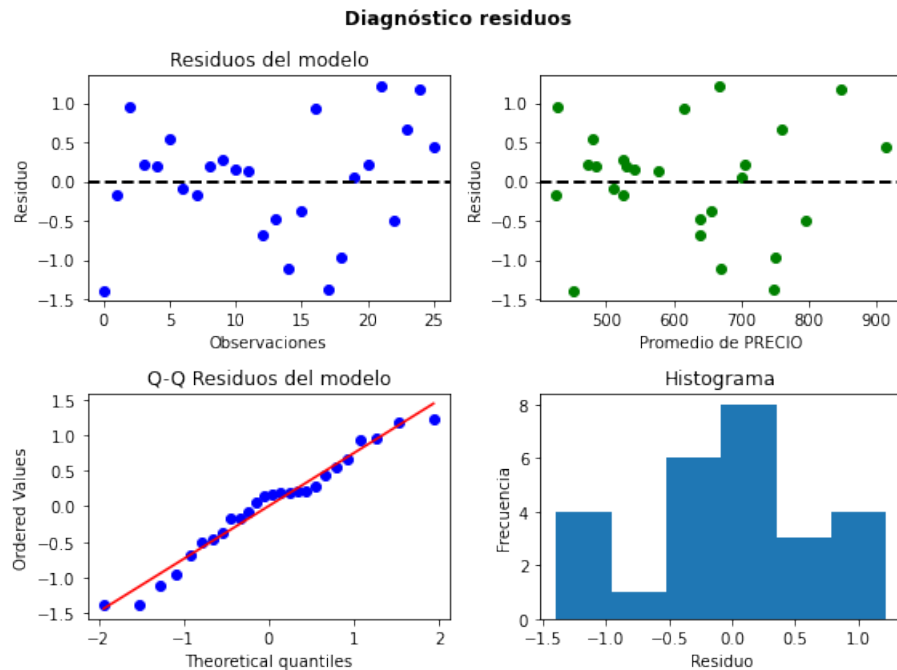 Diagnóstico residuos
Residuos del modelo
Residuo
1.0
0.5
0.0
−0.5
−1.0
−1.5
0 5 10 15 20 25
Observaciones
Residuo
1.0
0.5
0.0
−0.5
−1.0
−1.5
500 600 700 800 900
Promedio de PRECIO
Q-Q Residuos del modelo
Ordered Values
1.5
1.0
0.5
0.0
−0.5
−1.0
−1.5
−2 −1 0 1 2
Theoretical quantiles
Histograma
Frecuencia
8
6
4
2
0
−1.5 −1.0 −0.5 0.0 0.5 1.0
Residuo